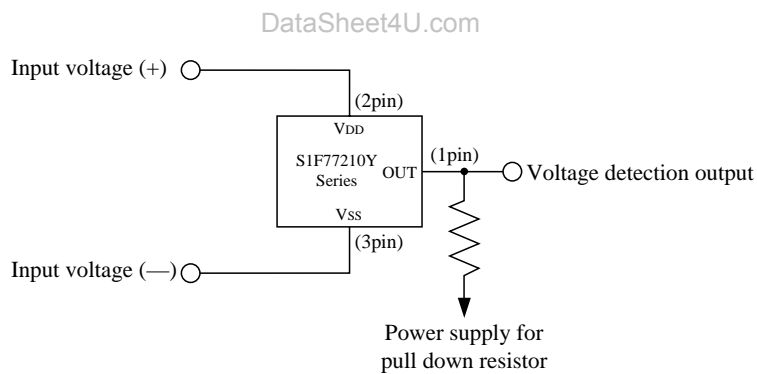 DataSheet4U.com
Input voltage (+)
(2pin)
VDD
S1F77210Y
Series
OUT
(1pin)
Voltage detection output
VSS
(3pin)
Input voltage (—)
Power supply for
pull down resistor